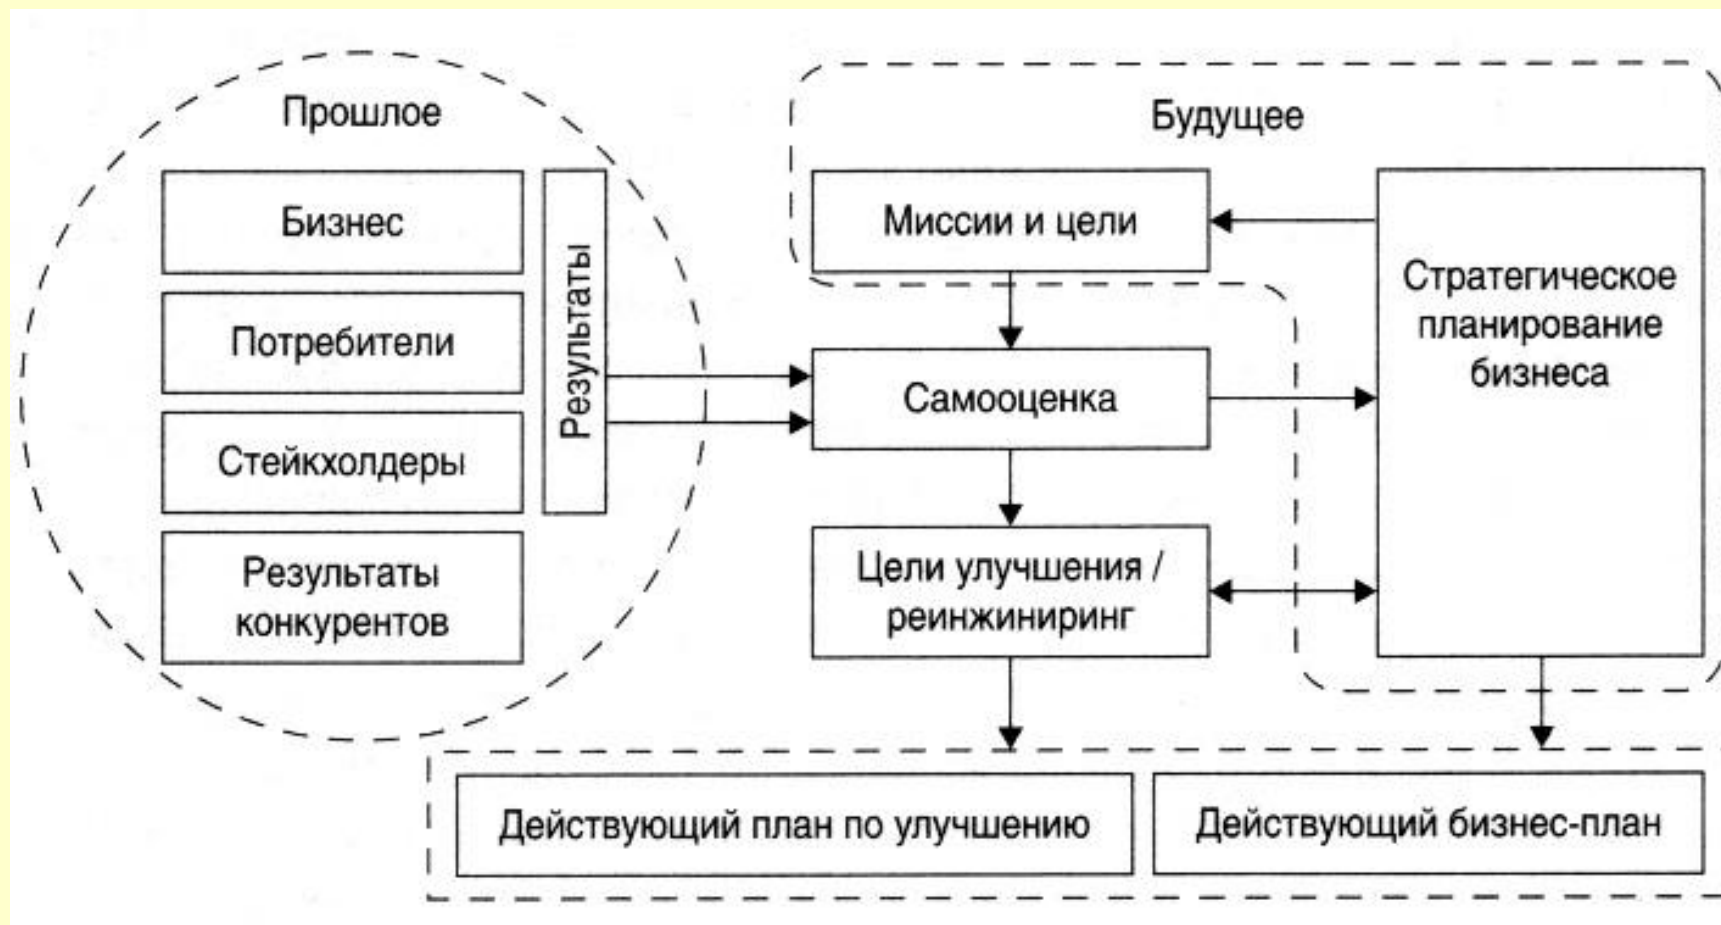 Прошлое
Бизнес
Потребители
Стейкхолдеры
Результаты
конкурентов
Результаты
Будущее
Миссии и цели
Самооценка
Цели улучшения /
реинжиниринг
Стратегическое
планирование
бизнеса
Действующий план по улучшению
Действующий бизнес-план